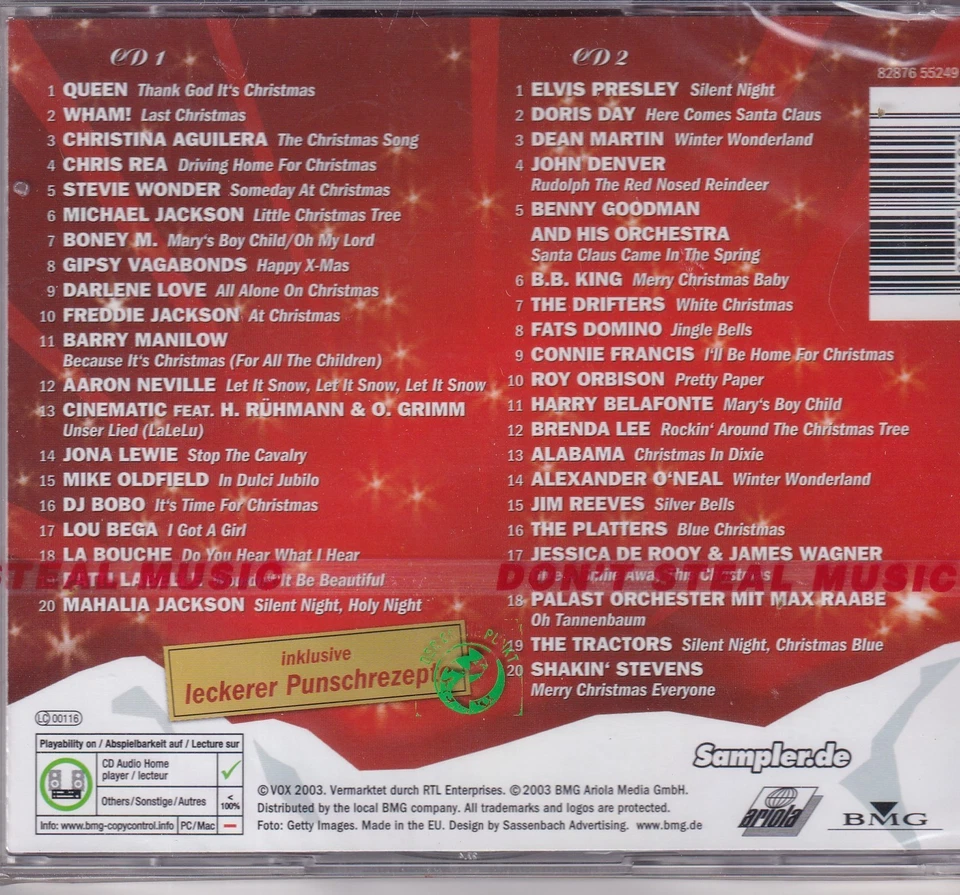 CD 1
1 QUEEN Thank God It's Christmas
2 WHAM! Last Christmas
3 CHRISTINA AGUILERA The Christmas Song
4 CHRIS REA Driving Home For Christmas
5 STEVIE WONDER Someday At Christmas
6 MICHAEL JACKSON Little Christmas Tree
7 BONEY M. Mary's Boy Child/Oh My Lord
8 GIPSY VAGABONDS Happy X-Mas
9 DARLENE LOVE All Alone On Christmas
10 FREDDIE JACKSON At Christmas
11 BARRY MANILOW
Because It's Christmas (For All The Children)
12 AARON NEVILLE Let It Snow, Let It Snow, Let It Snow
13 CINEMATIC FEAT. H. RÜHMANN & O. GRIMM
Unser Lied (LaLeLu)
14 JONA LEWIE Stop The Cavalry
15 MIKE OLDFIELD In Dulci Jubilo
16 DJ BOBO It's Time For Christmas
17 LOU BEGA I Got A Girl
18 LA BOUCHE Do You Hear What I Hear
It Be Beautiful
20 MAHALIA JACKSON Silent Night, Holy Night
CD 2
1 ELVIS PRESLEY Silent Night
2 DORIS DAY Here Comes Santa Claus
3 DEAN MARTIN Winter Wonderland
4 JOHN DENVER
Rudolph The Red Nosed Reindeer
5 BENNY GOODMAN
AND HIS ORCHESTRA
Santa Claus Came In The Spring
6 B.B. KING Merry Christmas Baby
7 THE DRIFTERS White Christmas
8 FATS DOMINO Jingle Bells
9 CONNIE FRANCIS I'll Be Home For Christmas
10 ROY ORBISON Pretty Paper
11 HARRY BELAFONTE Mary's Boy Child
12 BRENDA LEE Rockin' Around The Christmas Tree
13 ALABAMA Christmas In Dixie
14 ALEXANDER O'NEAL Winter Wonderland
15 JIM REEVES Silver Bells
16 THE PLATTERS Blue Christmas
17 JESSICA DE ROOY & JAMES WAGNER
Christmas
18 PALAST ORCHESTER MIT MAX RAABE
Oh Tannenbaum
19 THE TRACTORS Silent Night, Christmas Blue
20 SHAKIN' STEVENS
Merry Christmas Everyone
82876 55249
STEAL MUSIC DON'T STEAL MUSIC
inklusive
leckerer Punschrezept
LC 00116
Playability on / Abspielbarkeit auf / Lecture sur
CD Audio Home
player / lecteur
Others/Sonstige/Autres < 100%
Info: www.bmg-copycontrol.info PC/Mac –
Sampler.de
© VOX 2003. Vermarktet durch RTL Enterprises. © 2003 BMG Ariola Media GmbH.
Distributed by the local BMG company. All trademarks and logos are protected.
Foto: Getty Images. Made in the EU. Design by Sassenbach Advertising. www.bmg.de
ariola
BMG